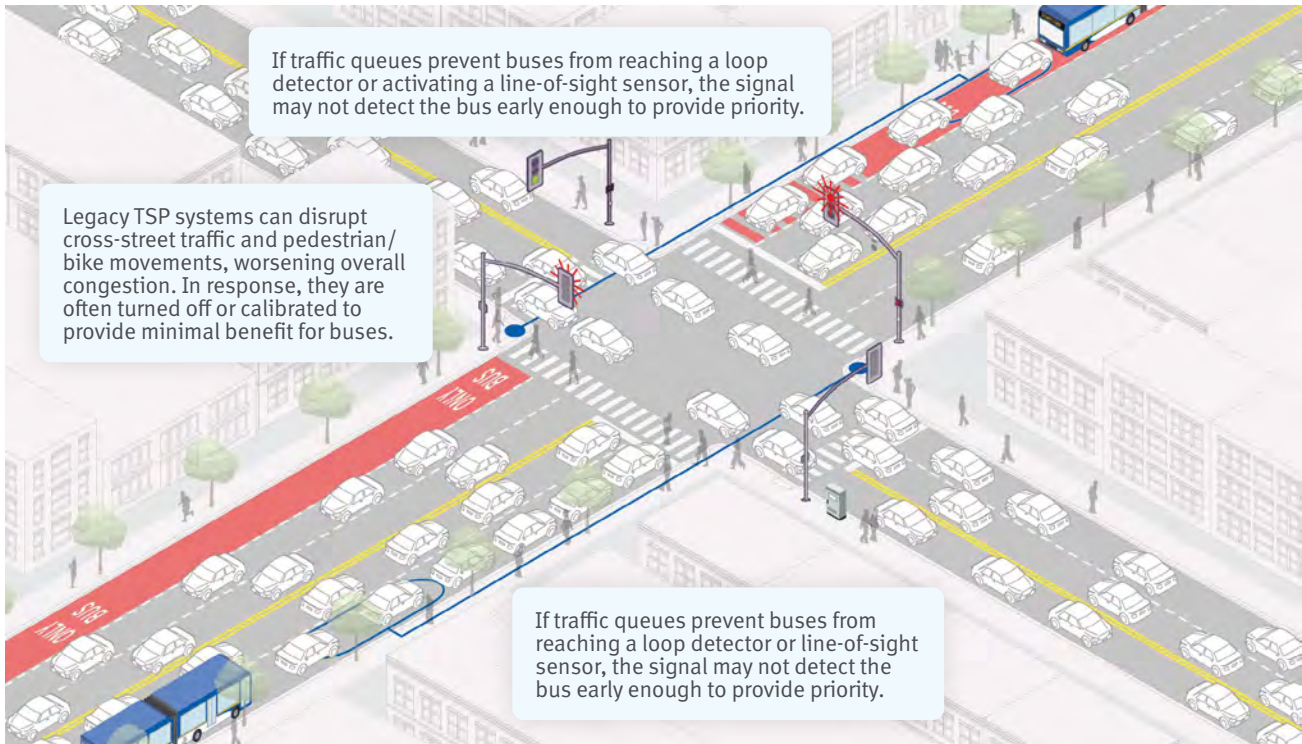 If traffic queues prevent buses from reaching a loop
detector or activating a line-of-sight sensor, the signal
may not detect the bus early enough to provide priority.
Legacy TSP systems can disrupt
cross-street traffic and pedestrian/
bike movements, worsening overall
congestion. In response, they are
often turned off or calibrated to
provide minimal benefit for buses.
BUS
ONLY
BUS
ONLY
If traffic queues prevent buses from
reaching a loop detector or line-of-sight
sensor, the signal may not detect the
bus early enough to provide priority.